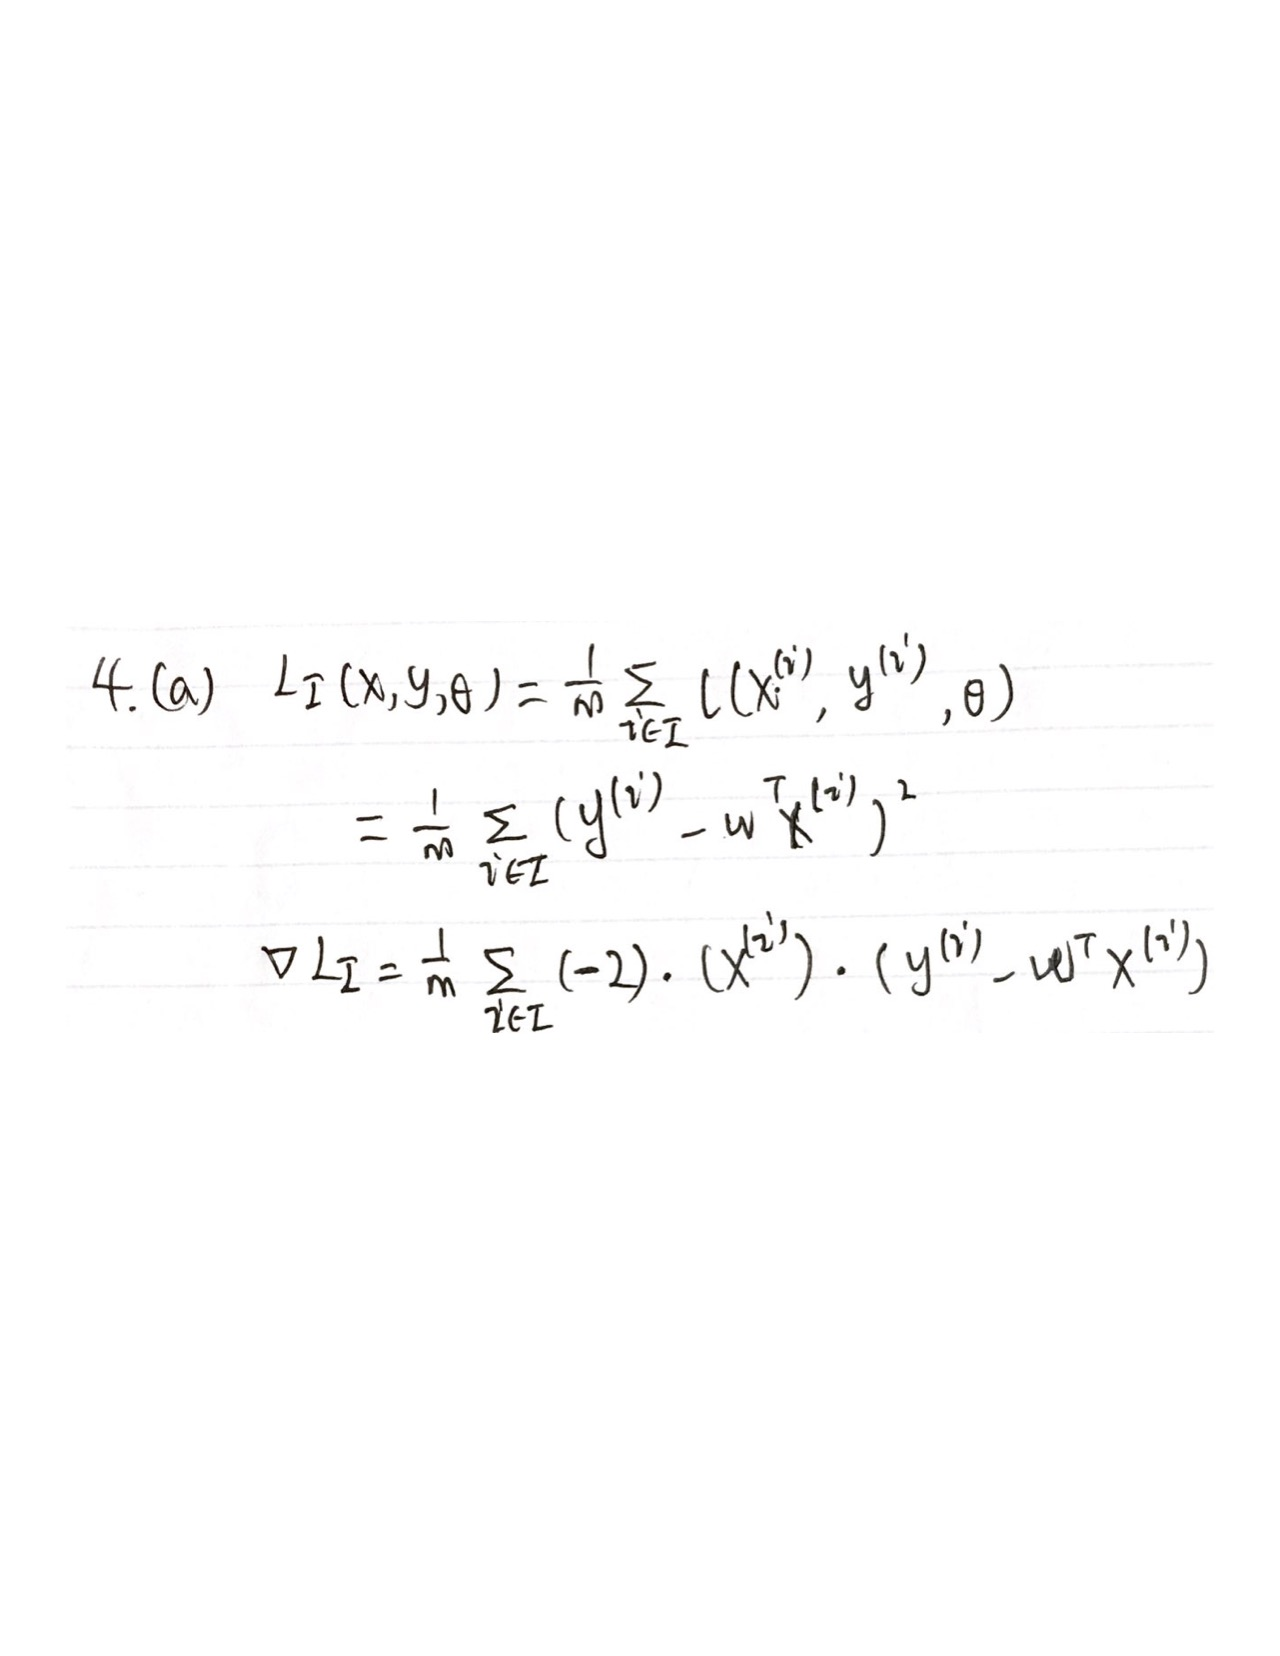 4.(a) L_I(x,y,θ) = 1/m Σ_{i∈I} l(x^{(i)}, y^{(i)}, θ)
= 1/m Σ_{i∈I} (y^{(i)} - w^T x^{(i)})^2
∇L_I = 1/m Σ_{i∈I} (-2)·(x^{(i)})·(y^{(i)} - w^T x^{(i)})